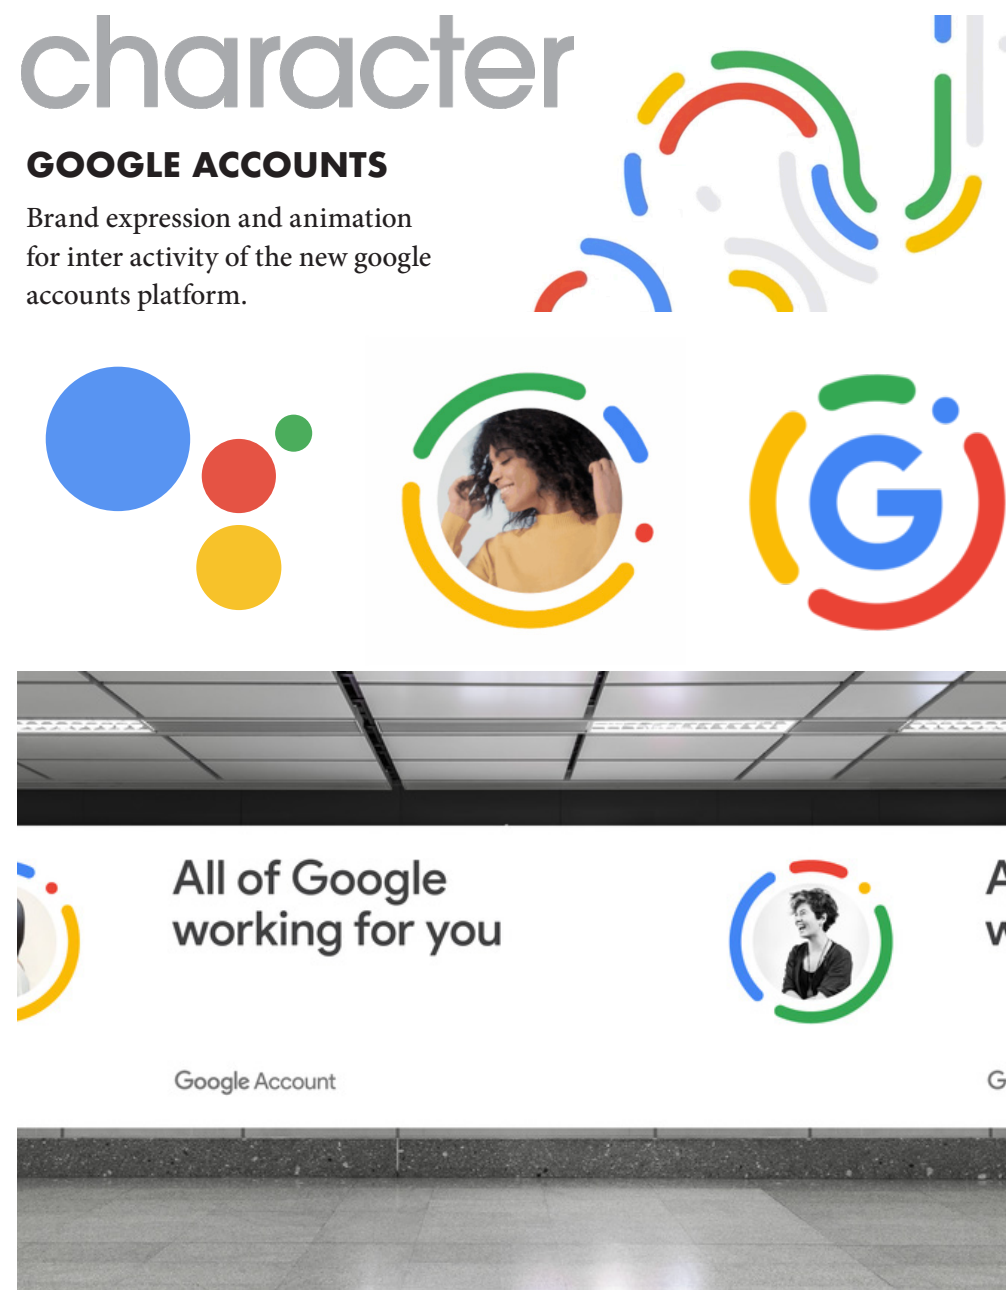 character
GOOGLE ACCOUNTS
Brand expression and animation
for inter activity of the new google
accounts platform.
G
All of Google
working for you
Google Account
A
w
G